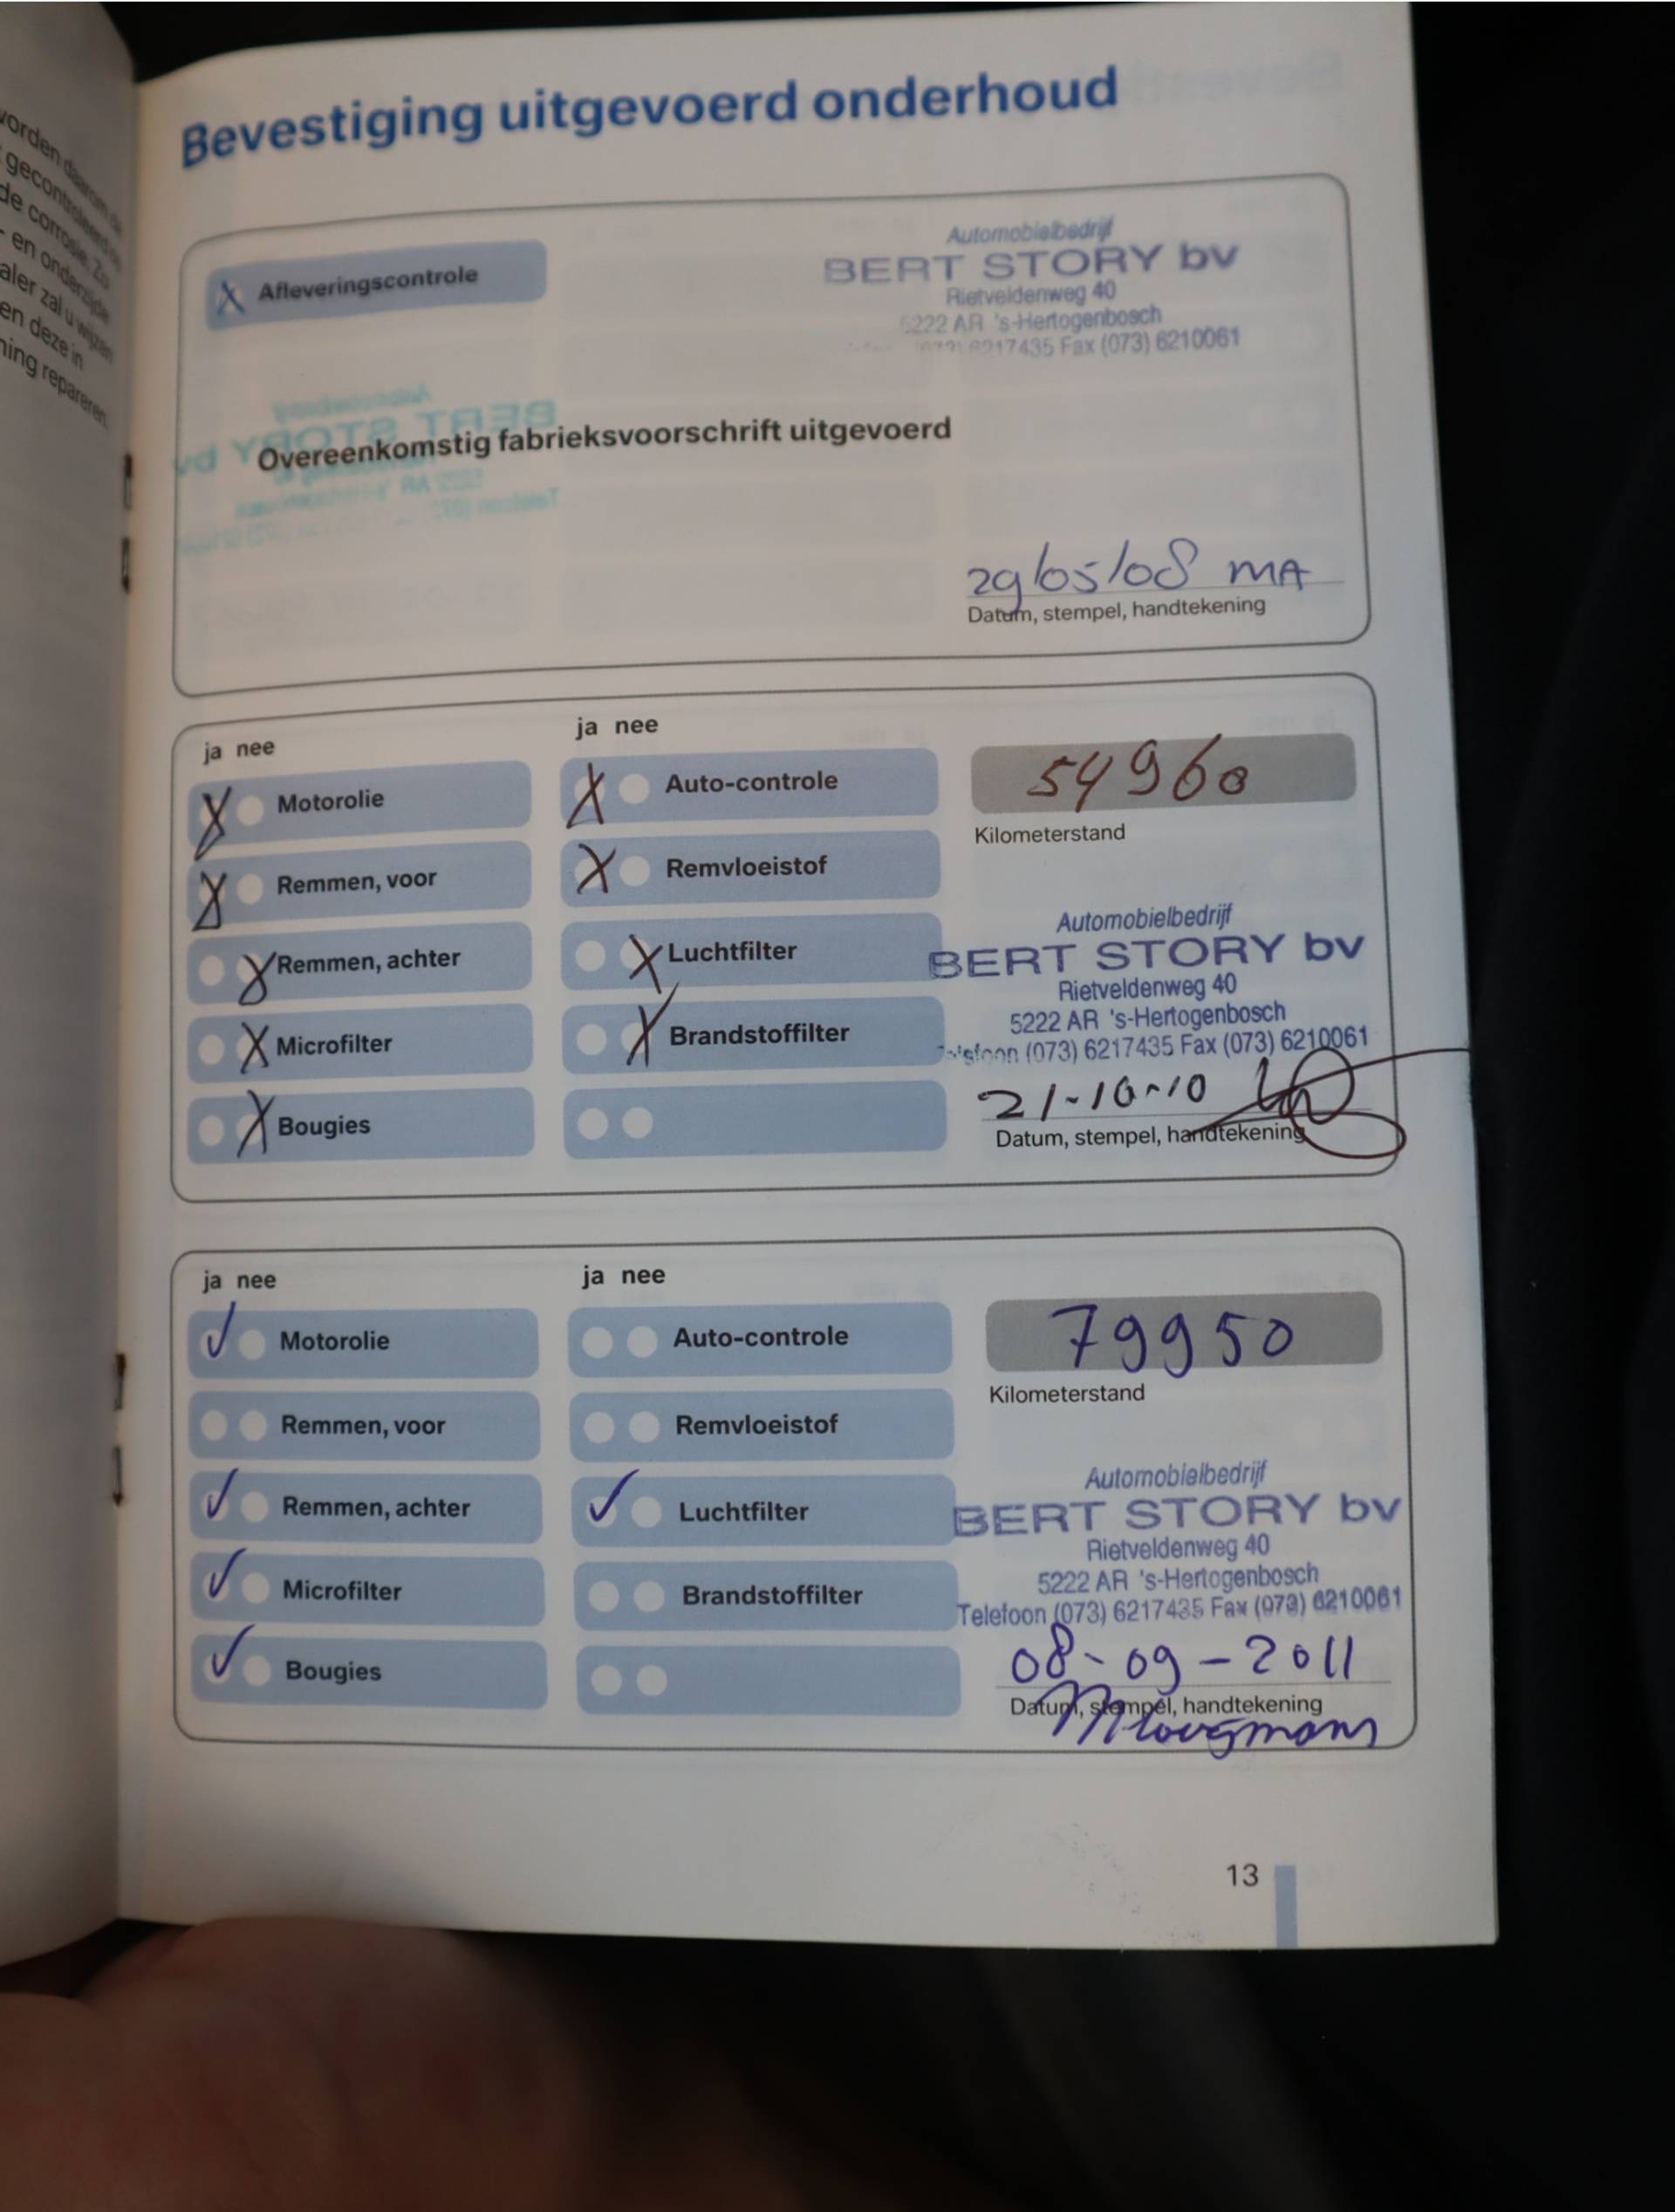 Bevestiging uitgevoerd onderhoud
X Afleveringscontrole
Automobielbedrijf
BERT STORY bv
Rietveldenweg 40
5222 AR 's-Hertogenbosch
6217435 Fax (073) 6210061
Overeenkomstig fabrieksvoorschrift uitgevoerd
29/05/08 MA
Datum, stempel, handtekening
ja nee
X Motorolie
X Remmen, voor
X Remmen, achter
X Microfilter
X Bougies
ja nee
X Auto-controle
X Remvloeistof
X Luchtfilter
X Brandstoffilter
54960
Kilometerstand
Automobielbedrijf
BERT STORY bv
Rietveldenweg 40
5222 AR 's-Hertogenbosch
Telefoon (073) 6217435 Fax (073) 6210061
21-10-10
Datum, stempel, handtekening
ja nee
✓ Motorolie
Remmen, voor
✓ Remmen, achter
✓ Microfilter
✓ Bougies
ja nee
Auto-controle
Remvloeistof
✓ Luchtfilter
Brandstoffilter
79950
Kilometerstand
Automobielbedrijf
BERT STORY bv
Rietveldenweg 40
5222 AR 's-Hertogenbosch
Telefoon (073) 6217435 Fax (073) 6210061
08-09-2011
Datum, stempel, handtekening
13